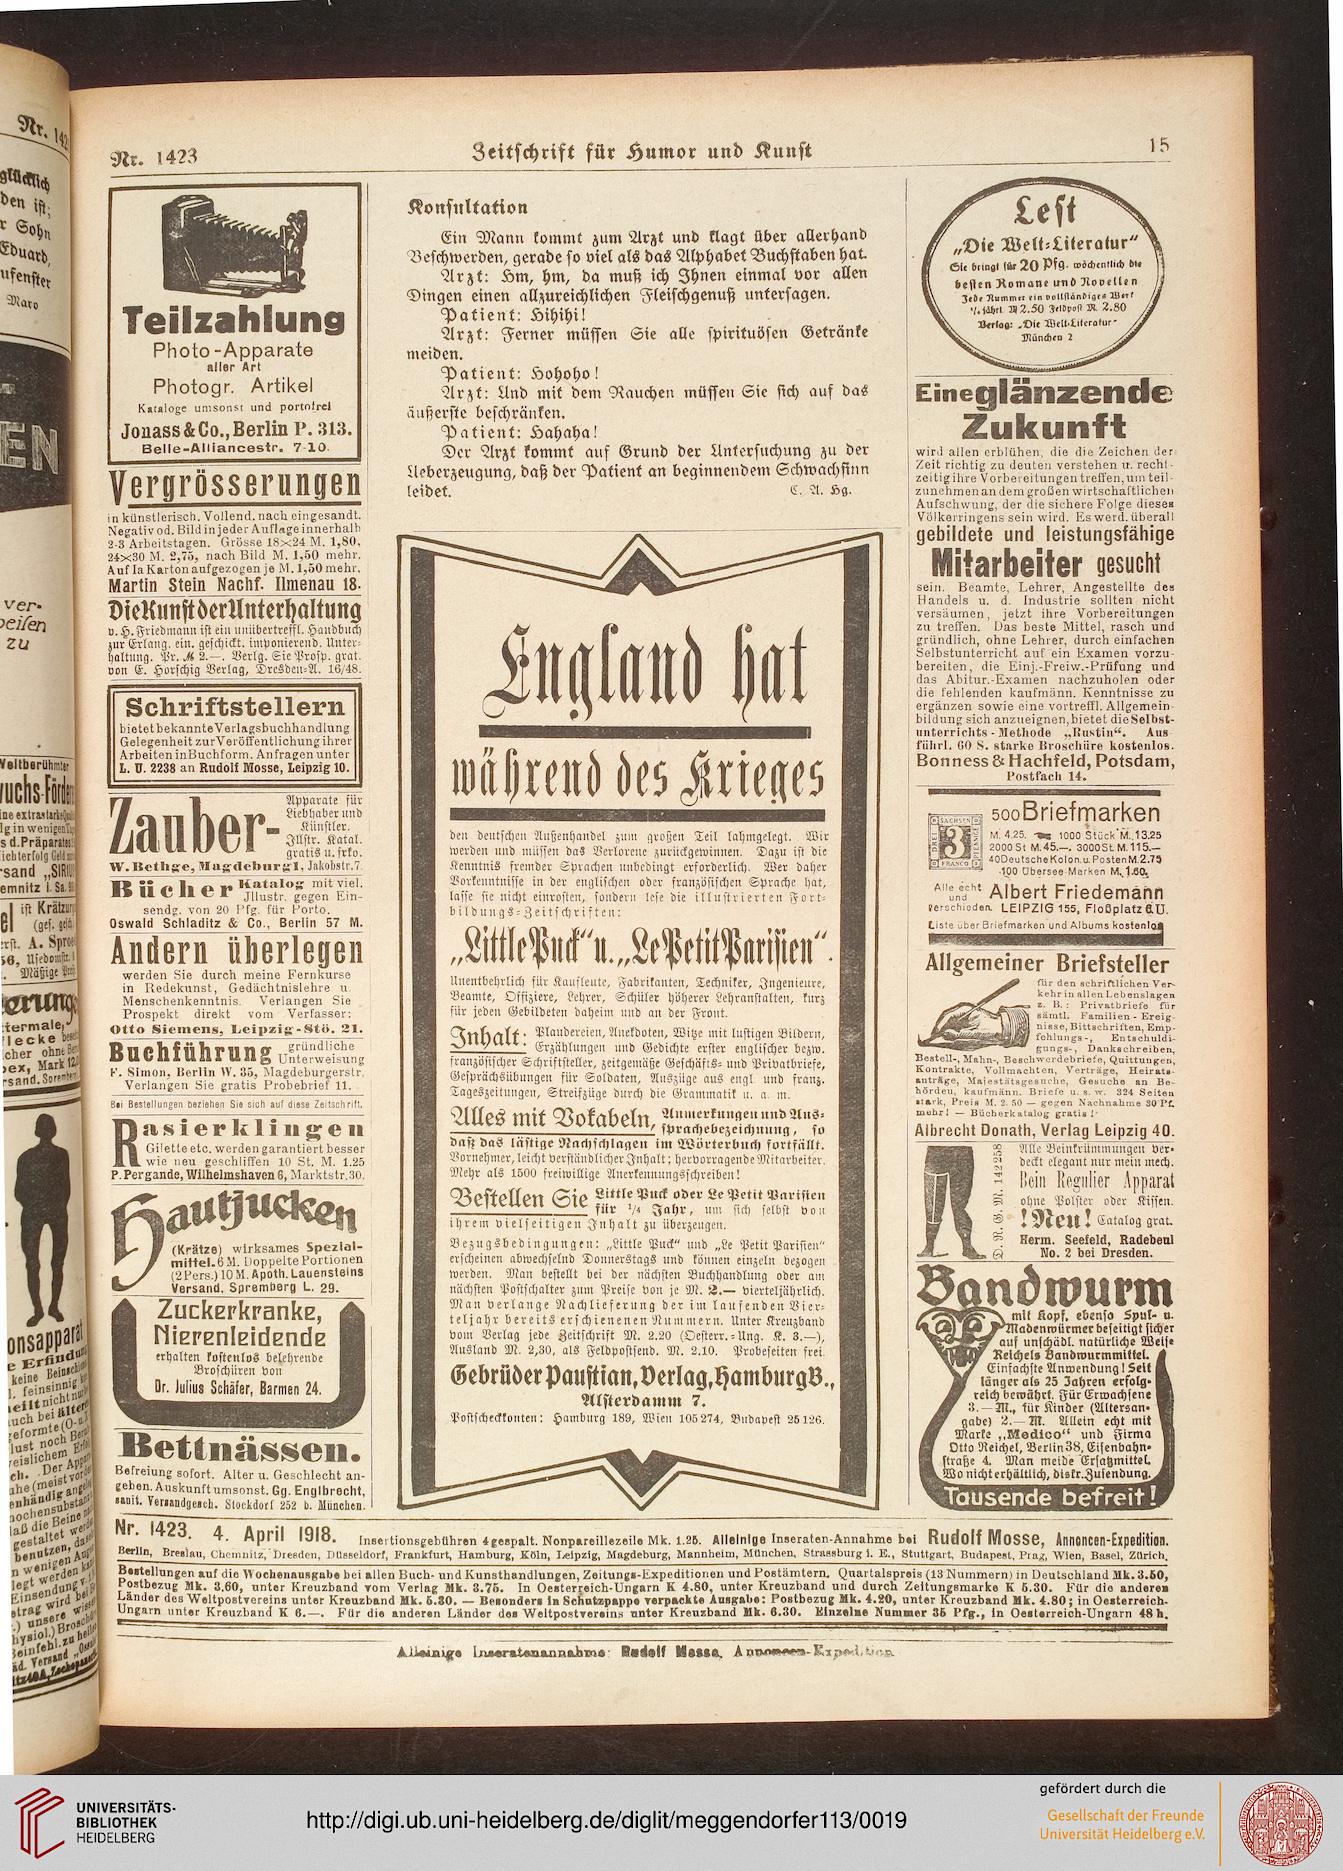 Nr. 1423
Zeitschrift für Humor und Kunst
15
Teilzahlung
Photo-Apparate
aller Art
Photogr. Artikel
Kataloge umsonst und portofrei
Jonass & Co., Berlin P. 313.
Belle-Alliancestr. 7-10.
Vergrösserungen
in künstlerisch. Vollend. nach eingesandt.
Negativ od. Bild in jeder Auflage innerhalb
2-3 Arbeitstagen. Grösse 18×24 M. 1,80,
24×30 M. 2,75, nach Bild M. 1,50 mehr.
Auf Ia Karton aufgezogen je M. 1,50 mehr.
Martin Stein Nachf. Ilmenau 18.
Die Kunst der Unterhaltung
v. H. Friedmann ist ein unübertreffl. Handbuch
zur Erlang. ein. geschickt. imponierend. Unter-
haltung. Pr. M 2.—. Verlg. Sie Prosp. grat.
von E. Horschig Verlag, Dresden-A. 16/48.
Schriftstellern
bietet bekannte Verlagsbuchhandlung
Gelegenheit zur Veröffentlichung ihrer
Arbeiten in Buchform. Anfragen unter
L. U. 2238 an Rudolf Mosse, Leipzig 10.
Zauber-
Apparate für
Liebhaber und
Künstler.
Illstr. Katal.
gratis u. frko.
W. Bethge, Magdeburg 1, Jakobstr. 7.
Bücher Katalog mit viel.
Jllustr. gegen Ein-
sendg. von 20 Pfg. für Porto.
Oswald Schladitz & Co., Berlin 57 M.
Andern überlegen
werden Sie durch meine Fernkurse
in Redekunst, Gedächtnislehre u.
Menschenkenntnis. Verlangen Sie
Prospekt direkt vom Verfasser:
Otto Siemens, Leipzig-Stö. 21.
Buchführung gründliche
Unterweisung
F. Simon, Berlin W. 35, Magdeburgerstr.
Verlangen Sie gratis Probebrief 11.
Bei Bestellungen beziehen Sie sich auf diese Zeitschrift.
Rasierklingen
Gilette etc. werden garantiert besser
wie neu geschliffen 10 St. M. 1.25
P. Pergande, Wilhelmshaven 6, Marktstr. 30.
Hautjucken
(Krätze) wirksames Spezial-
mittel. 6 M. Doppelte Portionen
(2 Pers.) 10 M. Apoth. Lauensteins
Versand, Spremberg L. 29.
Zuckerkranke,
Nierenleidende
erhalten kostenlos belehrende
Broschüren von
Dr. Julius Schäfer, Barmen 24.
Bettnässen.
Befreiung sofort. Alter u. Geschlecht an-
geben. Auskunft umsonst. Gg. Englbrecht,
sanit. Versandgesch. Stockdorf 252 b. München.
Konsultation
Ein Mann kommt zum Arzt und klagt über allerhand
Beschwerden, gerade so viel als das Alphabet Buchstaben hat.
Arzt: Hm, hm, da muß ich Ihnen einmal vor allen
Dingen einen allzureichlichen Fleischgenuß untersagen.
Patient: Hihihi!
Arzt: Ferner müssen Sie alle spirituösen Getränke
meiden.
Patient: Hohoho!
Arzt: Und mit dem Rauchen müssen Sie sich auf das
äußerste beschränken.
Patient: Hahaha!
Der Arzt kommt auf Grund der Untersuchung zu der
Ueberzeugung, daß der Patient an beginnendem Schwachsinn
leidet.
C. A. Hg.
England hat
während des Krieges
den deutschen Außenhandel zum großen Teil lahmgelegt. Wir
werden und müssen das Verlorene zurückgewinnen. Dazu ist die
Kenntnis fremder Sprachen unbedingt erforderlich. Wer daher
Vorkenntnisse in der englischen oder französischen Sprache hat,
lasse sie nicht einrosten, sondern lese die illustrierten Fort-
bildungs-Zeitschriften:
„Little Puck“ u. „Le Petit Parisien“.
Unentbehrlich für Kaufleute, Fabrikanten, Techniker, Ingenieure,
Beamte, Offiziere, Lehrer, Schüler höherer Lehranstalten, kurz
für jeden Gebildeten daheim und an der Front.
Inhalt: Plaudereien, Anekdoten, Witze mit lustigen Bildern,
Erzählungen und Gedichte erster englischer bezw.
französischer Schriftsteller, zeitgemäße Geschäfts- und Privatbriefe,
Gesprächsübungen für Soldaten, Auszüge aus engl. und franz.
Tageszeitungen, Streifzüge durch die Grammatik u. a. m.
Alles mit Vokabeln, Anmerkungen und Aus-
sprachebezeichnung, so
daß das lästige Nachschlagen im Wörterbuch fortfällt.
Vornehmer, leicht verständlicher Inhalt; hervorragende Mitarbeiter.
Mehr als 1500 freiwillige Anerkennungsschreiben!
Bestellen Sie Little Puck oder Le Petit Parisien
für ¼ Jahr, um sich selbst von
ihrem vielseitigen Inhalt zu überzeugen.
Bezugsbedingungen: „Little Puck“ und „Le Petit Parisien“
erscheinen abwechselnd Donnerstags und können einzeln bezogen
werden. Man bestellt bei der nächsten Buchhandlung oder am
nächsten Postschalter zum Preise von je M. 2.— vierteljährlich.
Man verlange Nachlieferung der im laufenden Vier-
teljahr bereits erschienenen Nummern. Unter Kreuzband
vom Verlag jede Zeitschrift M. 2.20 (Oesterr.-Ung. K. 3.—),
Ausland M. 2,30, als Feldpostsend. M. 2.10. Probeseiten frei.
Gebrüder Paustian, Verlag, Hamburg B.,
Alsterdamm 7.
Postscheckkonten: Hamburg 189, Wien 105274, Budapest 25126.
Lest
„Die Welt-Literatur“
Sie bringt für 20 Pfg. wöchentlich die
besten Romane und Novellen
Jede Nummer ein vollständiges Werk
¼ jährl. M 2.50 Feldpost M. 2.80
Verlag: „Die Welt-Literatur“
München 2
Eine glänzende
Zukunft
wird allen erblühen, die die Zeichen der
Zeit richtig zu deuten verstehen u. recht-
zeitig ihre Vorbereitungen treffen, um teil-
zunehmen an dem großen wirtschaftlichen
Aufschwung, der die sichere Folge dieses
Völkerringens sein wird. Es werd. überall
gebildete und leistungsfähige
Mitarbeiter gesucht
sein. Beamte, Lehrer, Angestellte des
Handels u. d. Industrie sollten nicht
versäumen, jetzt ihre Vorbereitungen
zu treffen. Das beste Mittel, rasch und
gründlich, ohne Lehrer, durch einfachen
Selbstunterricht auf ein Examen vorzu-
bereiten, die Einj.-Freiw.-Prüfung und
das Abitur.-Examen nachzuholen oder
die fehlenden kaufmänn. Kenntnisse zu
ergänzen sowie eine vortreffl. Allgemein-
bildung sich anzueignen, bietet die Selbst-
unterrichts-Methode „Rustin“. Aus-
führl. 60 S. starke Broschüre kostenlos.
Bonness & Hachfeld, Potsdam,
Postfach 14.
SACHSEN
DREI
3
PFENNIGE
FRANCO
500 Briefmarken
M. 4.25. 1000 Stück M. 13.25
2000 St M. 45.—. 3000 St. M. 115.—
40 Deutsche Kolon. u. Posten M. 2.75
100 Übersee-Marken M. 1.50.
Alle echt
und
verschieden.
Albert Friedemann
LEIPZIG 155, Floßplatz 6. U.
Liste über Briefmarken und Albums kostenlos
Allgemeiner Briefsteller
für den schriftlichen Ver-
kehr in allen Lebenslagen
z. B.: Privatbriefe für
sämtl. Familien-Ereig-
nisse, Bittschriften, Emp-
fehlungs-, Entschuldi-
gungs-, Dankschreiben,
Bestell-, Mahn-, Beschwerdebriefe, Quittungen,
Kontrakte, Vollmachten, Verträge, Heirats-
anträge, Majestätsgesuche, Gesuche an Be-
hörden, kaufmänn. Briefe u. s. w. 324 Seiten
stark, Preis M. 2.50 — gegen Nachnahme 30 Pf.
mehr! — Bücherkatalog gratis!
Albrecht Donath, Verlag Leipzig 40.
D. R. G. M. 142258
Alle Beinkrümmungen ver-
deckt elegant nur mein mech.
Bein Regulier Apparat
ohne Polster oder Kissen.
! Neu! Catalog grat.
Herm. Seefeld, Radebeul
No. 2 bei Dresden.
Bandwurm
mit Kopf, ebenso Spul- u.
Madenwürmer beseitigt sicher
auf unschädl. natürliche Weise
Reichels Bandwurmmittel.
Einfachste Anwendung! Seit
länger als 25 Jahren erfolg-
reich bewährt. Für Erwachsene
3.— M., für Kinder (Altersan-
gabe) 2.— M. Allein echt mit
Marke „Medico“ und Firma
Otto Reichel, Berlin 38, Eisenbahn-
straße 4. Man meide Ersatzmittel.
Wo nicht erhältlich, diskr. Zusendung.
Tausende befreit!
Nr. 1423. 4. April 1918. Insertionsgebühren 4gespalt. Nonpareillezeile Mk. 1.25. Alleinige Inseraten-Annahme bei Rudolf Mosse, Annoncen-Expedition.
Berlin, Breslau, Chemnitz, Dresden, Düsseldorf, Frankfurt, Hamburg, Köln, Leipzig, Magdeburg, Mannheim, München, Strassburg i. E., Stuttgart, Budapest, Prag, Wien, Basel, Zürich.
Bestellungen auf die Wochenausgabe bei allen Buch- und Kunsthandlungen, Zeitungs-Expeditionen und Postämtern. Quartalspreis (13 Nummern) in Deutschland Mk. 3.50,
Postbezug Mk. 3,60, unter Kreuzband vom Verlag Mk. 3.75. In Oesterreich-Ungarn K 4.80, unter Kreuzband und durch Zeitungsmarke K 5.30. Für die anderen
Länder des Weltpostvereins unter Kreuzband Mk. 5.30. — Besonders in Schutzpappe verpackte Ausgabe: Postbezug Mk. 4.20, unter Kreuzband Mk. 4.80; in Oesterreich-
Ungarn unter Kreuzband K 6.—. Für die anderen Länder des Weltpostvereins unter Kreuzband Mk. 6.30. Einzelne Nummer 35 Pfg., in Oesterreich-Ungarn 48 h.
Alleinige Inseratenannahme: Rudolf Mosse, Annoncen-Expedition
UNIVERSITÄTS-
BIBLIOTHEK
HEIDELBERG
http://digi.ub.uni-heidelberg.de/diglit/meggendorfer113/0019
gefördert durch die
Gesellschaft der Freunde
Universität Heidelberg e.V.